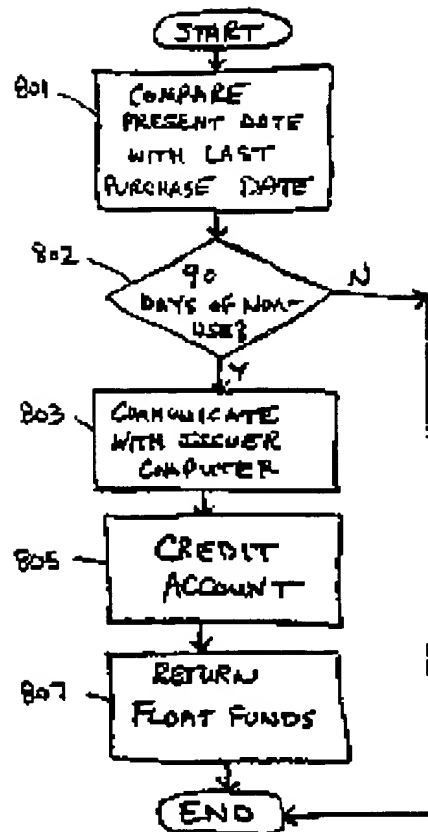 START
801
COMPARE
PRESENT DATE
WITH LAST
PURCHASE DATE
802
90
DAYS OF NON-
USE?
N
Y
803
COMMUNICATE
WITH ISSUER
COMPUTER
805
CREDIT
ACCOUNT
807
RETURN
FLOAT FUNDS
END